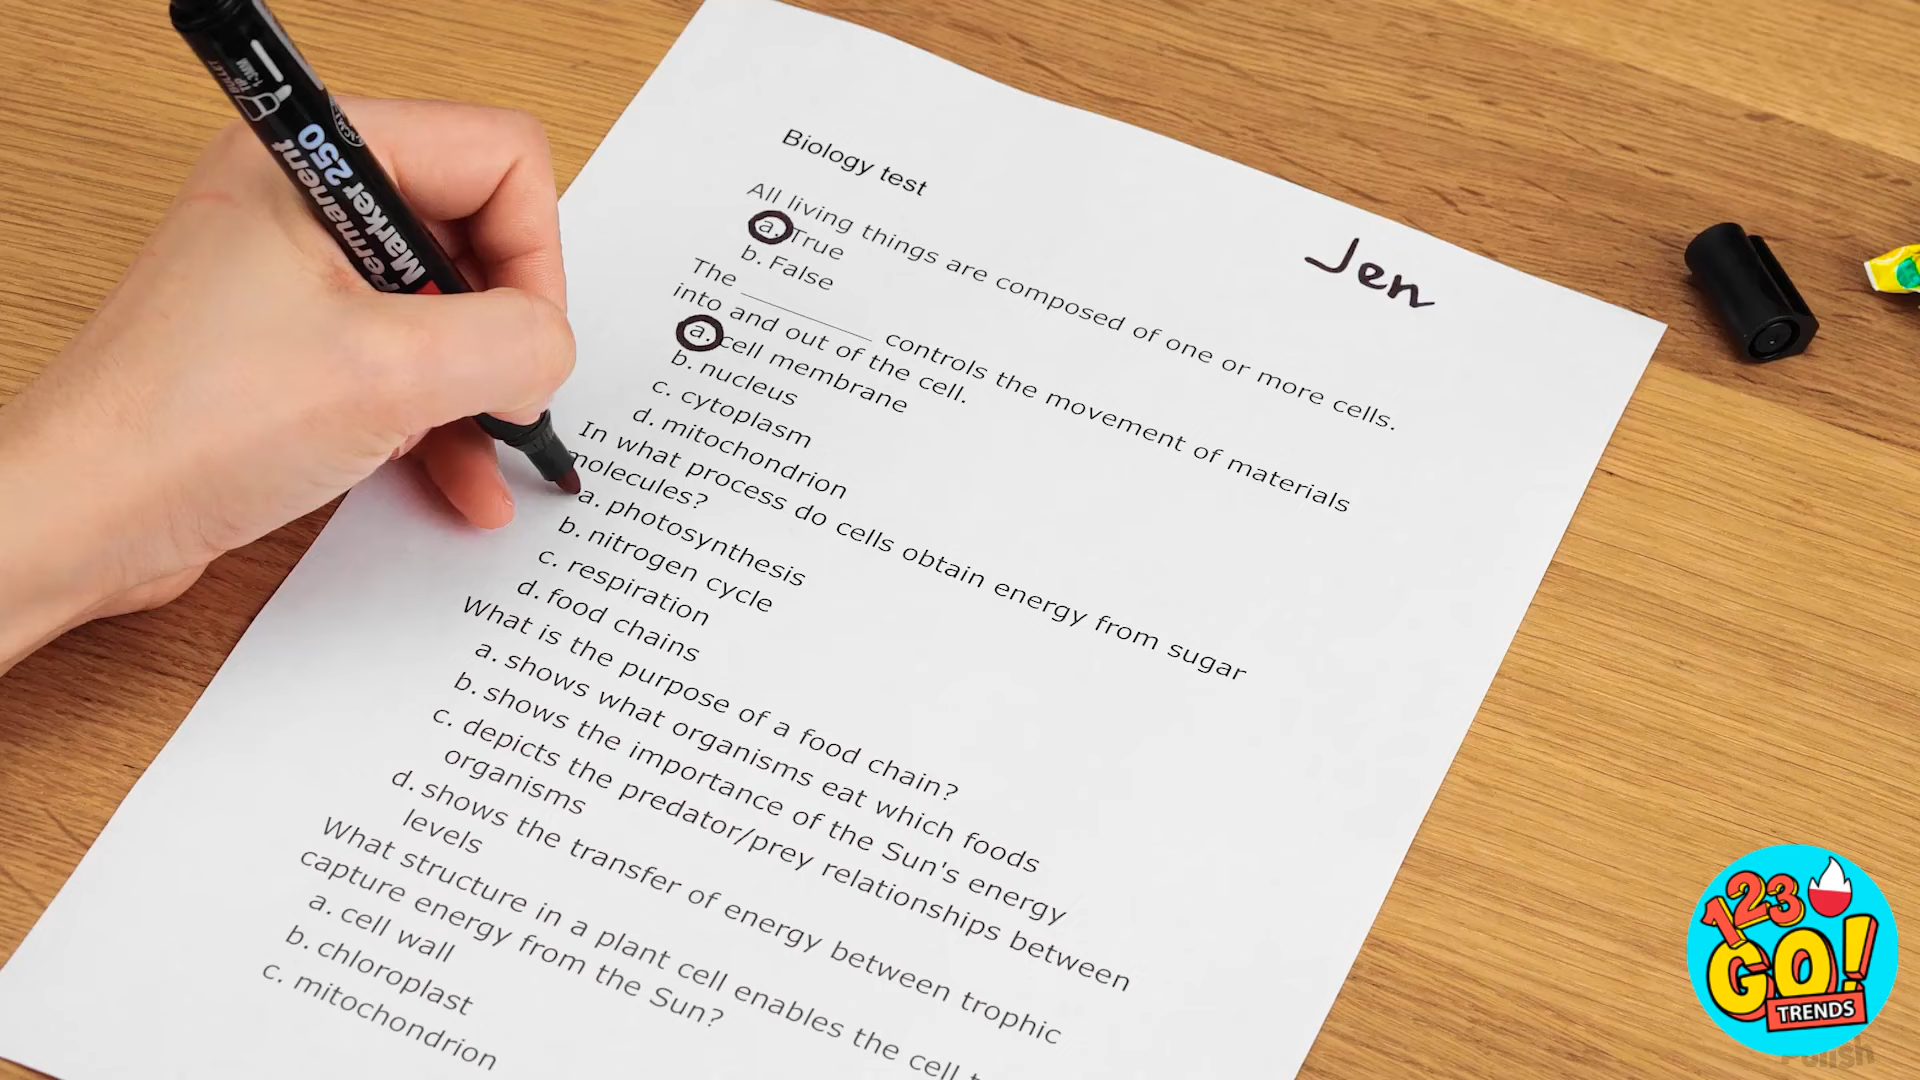 Biology test
Jen
All living things are composed of one or more cells.
a. True
b. False
The ________ controls the movement of materials
into and out of the cell.
a. cell membrane
b. nucleus
c. cytoplasm
d. mitochondrion
In what process do cells obtain energy from sugar
molecules?
a. photosynthesis
b. nitrogen cycle
c. respiration
d. food chains
What is the purpose of a food chain?
a. shows what organisms eat which foods
b. shows the importance of the Sun's energy
c. depicts the predator/prey relationships between
organisms
d. shows the transfer of energy between trophic
levels
What structure in a plant cell enables the cell
capture energy from the Sun?
a. cell wall
b. chloroplast
c. mitochondrion
Permanent
Marker 250
BULLET
TIP
1-3MM
123
GO!
TRENDS
Polish